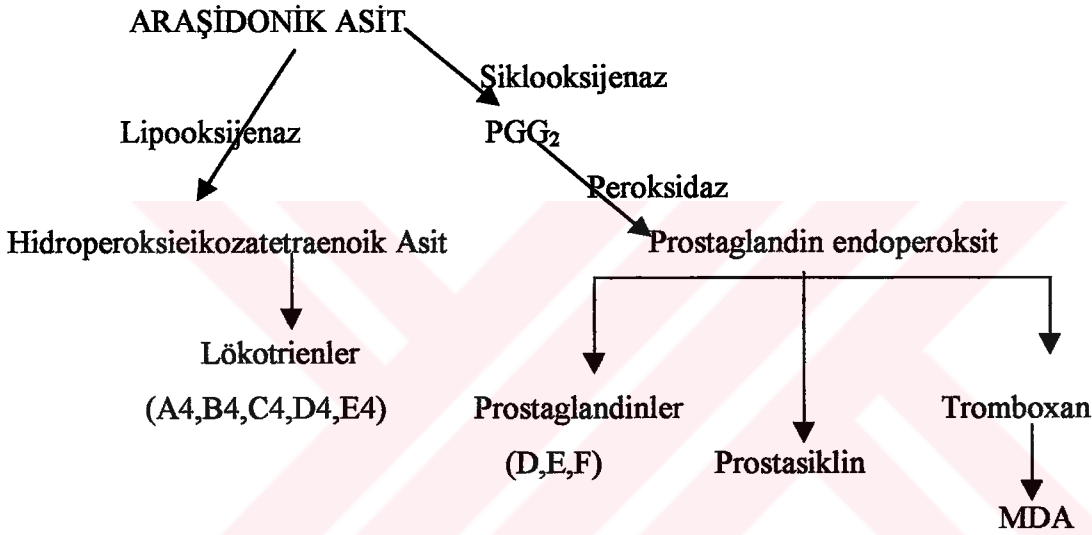 ARAŞİDONİK ASİT
Siklooksijenaz
Lipooksijenaz
PGG₂
Peroksidaz
Hidroperoksieikozatetraenoik Asit
Prostaglandin endoperoksit
Lökotrienler
(A4,B4,C4,D4,E4)
Prostaglandinler
(D,E,F)
Prostasiklin
Tromboxan
MDA